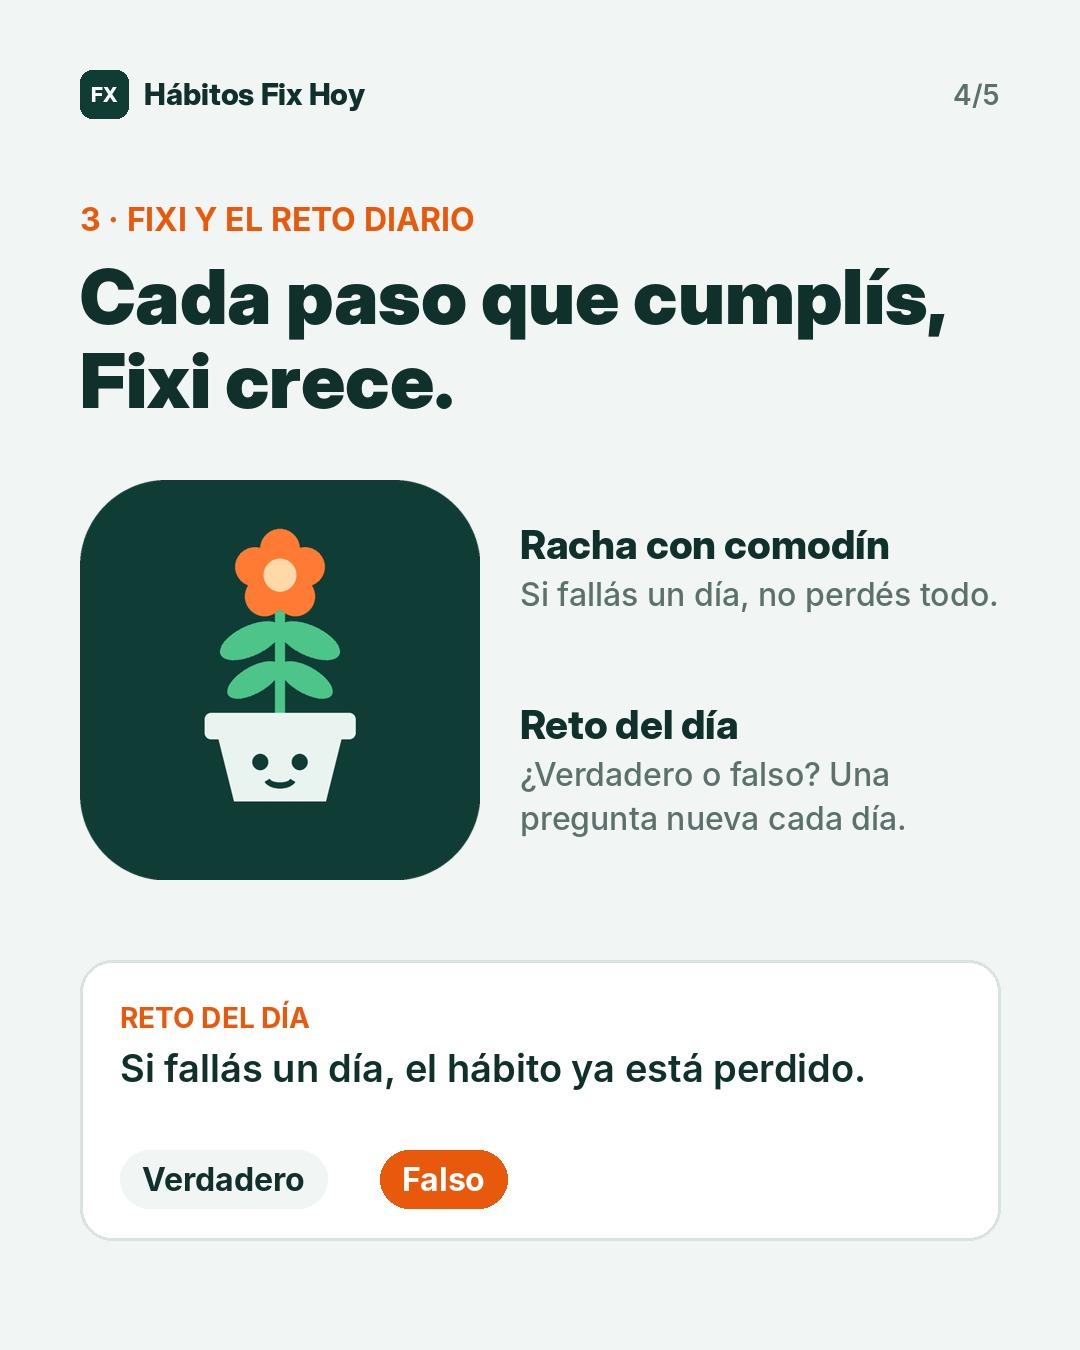 FX Hábitos Fix Hoy
4/5
3 · FIXI Y EL RETO DIARIO
Cada paso que cumplís,
Fixi crece.
Racha con comodín
Si fallás un día, no perdés todo.
Reto del día
¿Verdadero o falso? Una
pregunta nueva cada día.
RETO DEL DÍA
Si fallás un día, el hábito ya está perdido.
Verdadero
Falso